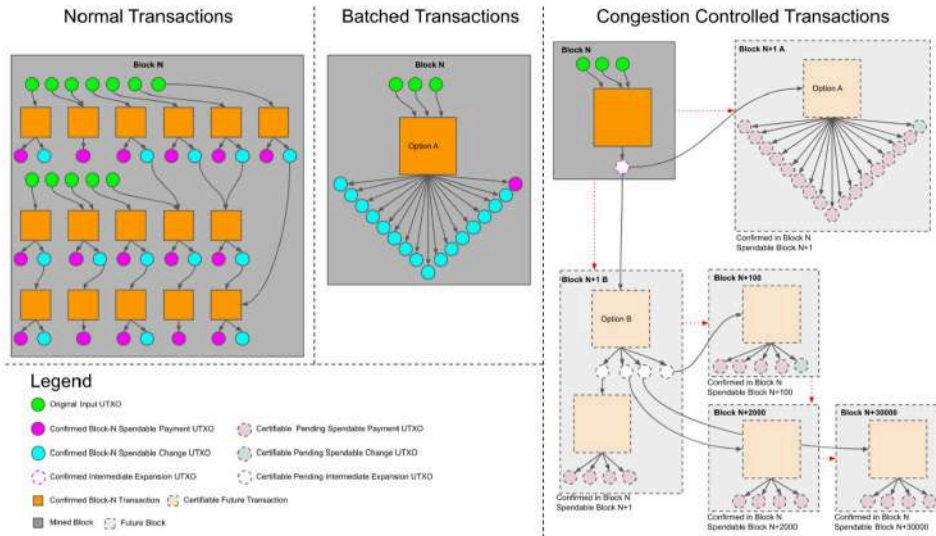 Normal Transactions
Batched Transactions
Congestion Controlled Transactions
Block N
Block N
Option A
Block N
Block N+1 A
Option A
Confirmed in Block N
Spendable Block N+1
Block N+1 B
Option B
Confirmed in Block N
Spendable Block N+1
Block N+100
Confirmed in Block N
Spendable Block N+100
Block N+2000
Confirmed in Block N
Spendable Block N+2000
Block N+30000
Confirmed in Block N
Spendable Block N+30000
Legend
Original Input UTXO
Confirmed Block-N Spendable Payment UTXO
Certifiable Pending Spendable Payment UTXO
Confirmed Block-N Spendable Change UTXO
Certifiable Pending Spendable Change UTXO
Confirmed Intermediate Expansion UTXO
Certifiable Pending Intermediate Expansion UTXO
Confirmed Block-N Transaction
Certifiable Future Transaction
Mined Block
Future Block